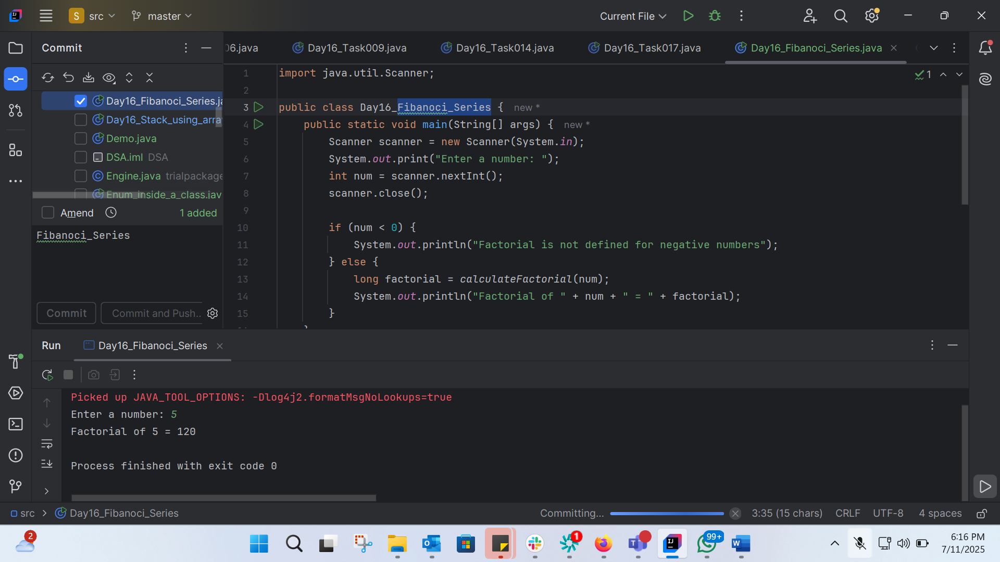 S src master Current File
Commit
06.java Day16_Task009.java Day16_Task014.java Day16_Task017.java Day16_Fibanoci_Series.java
Day16_Fibanoci_Series.ja
Day16_Stack_using_arra
Demo.java
DSA.iml DSA
Engine.java trialpackage
Enum_inside_a_class.jav
Amend 1 added
Fibanoci_Series
Commit Commit and Push...
1 import java.util.Scanner; 1
2
3 public class Day16_Fibanoci_Series { new *
4 public static void main(String[] args) { new *
5 Scanner scanner = new Scanner(System.in);
6 System.out.print("Enter a number: ");
7 int num = scanner.nextInt();
8 scanner.close();
9
10 if (num < 0) {
11 System.out.println("Factorial is not defined for negative numbers");
12 } else {
13 long factorial = calculateFactorial(num);
14 System.out.println("Factorial of " + num + " = " + factorial);
15 }
Run Day16_Fibanoci_Series
Picked up JAVA_TOOL_OPTIONS: -Dlog4j2.formatMsgNoLookups=true
Enter a number: 5
Factorial of 5 = 120
Process finished with exit code 0
src > Day16_Fibanoci_Series Committing... 3:35 (15 chars) CRLF UTF-8 4 spaces
2 1 99+ 6:16 PM
7/11/2025